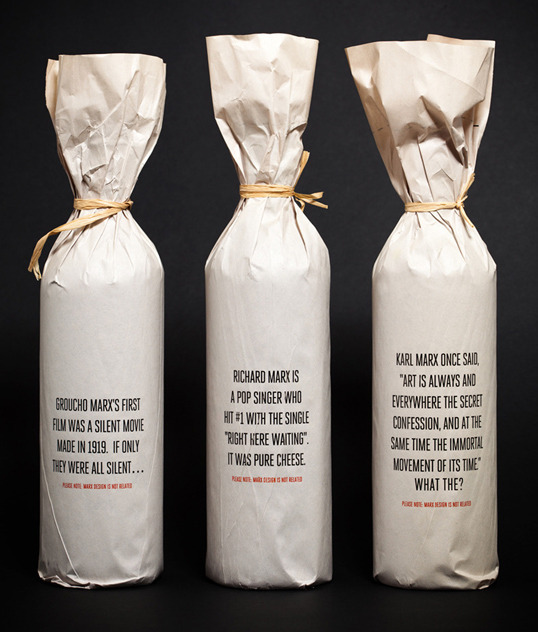 GROUCHO MARX'S FIRST
FILM WAS A SILENT MOVIE
MADE IN 1919. IF ONLY
THEY WERE ALL SILENT...
PLEASE NOTE: MARX DESIGN IS NOT RELATED
RICHARD MARX IS
A POP SINGER WHO
HIT #1 WITH THE SINGLE
"RIGHT HERE WAITING".
IT WAS PURE CHEESE.
PLEASE NOTE: MARX DESIGN IS NOT RELATED
KARL MARX ONCE SAID,
"ART IS ALWAYS AND
EVERYWHERE THE SECRET
CONFESSION, AND AT THE
SAME TIME THE IMMORTAL
MOVEMENT OF ITS TIME."
WHAT THE?
PLEASE NOTE: MARX DESIGN IS NOT RELATED